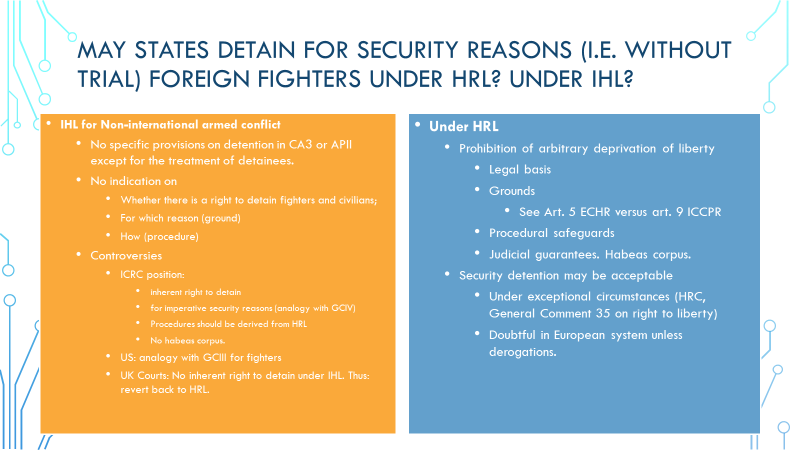 MAY STATES DETAIN FOR SECURITY REASONS (I.E. WITHOUT
TRIAL) FOREIGN FIGHTERS UNDER HRL? UNDER IHL?
• IHL for Non-international armed conflict
• No specific provisions on detention in CA3 or APII
except for the treatment of detainees.
• No indication on
• Whether there is a right to detain fighters and civilians;
• For which reason (ground)
• How (procedure)
• Controversies
• ICRC position:
• inherent right to detain
• for imperative security reasons (analogy with GCIV)
• Procedures should be derived from HRL
• No habeas corpus.
• US: analogy with GCIII for fighters
• UK Courts: No inherent right to detain under IHL. Thus:
revert back to HRL.
• Under HRL
• Prohibition of arbitrary deprivation of liberty
• Legal basis
• Grounds
• See Art. 5 ECHR versus art. 9 ICCPR
• Procedural safeguards
• Judicial guarantees. Habeas corpus.
• Security detention may be acceptable
• Under exceptional circumstances (HRC,
General Comment 35 on right to liberty)
• Doubtful in European system unless
derogations.